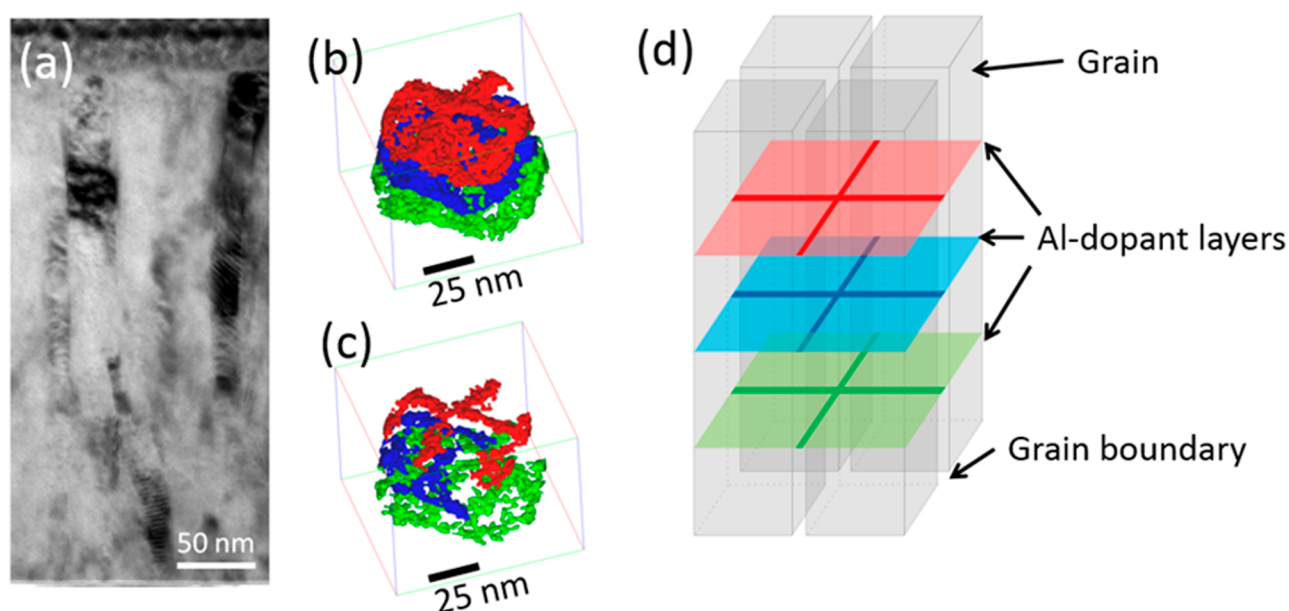 (a)
50 nm
(b)
25 nm
(c)
25 nm
(d)
Grain
Al-dopant layers
Grain boundary